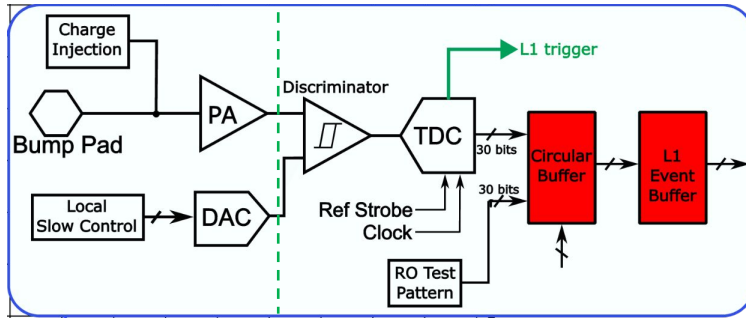 Charge
Injection
L1 trigger
Discriminator
PA
Bump Pad
TDC
30 bits
Circular
Buffer
L1
Event
Buffer
30 bits
Local
Slow Control
DAC
Ref Strobe
Clock
RO Test
Pattern